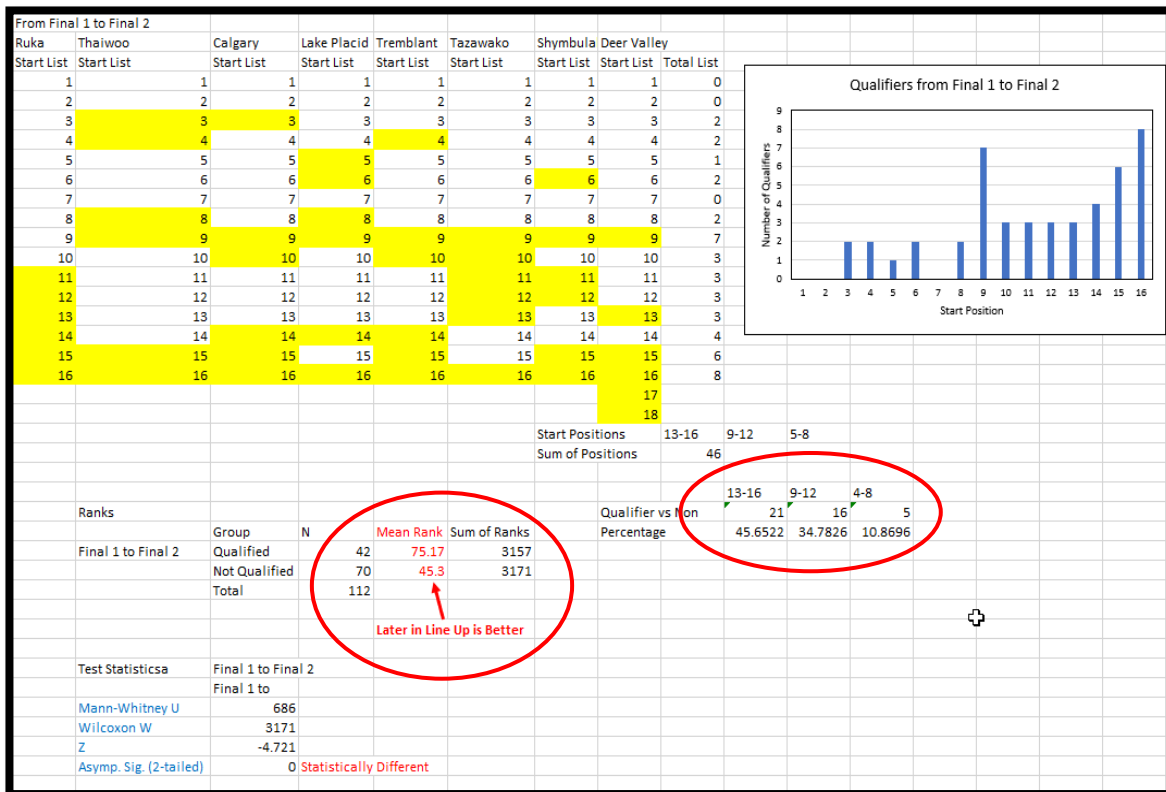 From Final 1 to Final 2
Ruka Thaiwoo Calgary Lake Placid Tremblant Tazawako Shymbula Deer Valley
Start List Start List Start List Start List Start List Start List Start List Start List Total List
1 1 1 1 1 1 1 1 0
2 2 2 2 2 2 2 2 0
3 3 3 3 3 3 3 3 2
4 4 4 4 4 4 4 4 2
5 5 5 5 5 5 5 5 1
6 6 6 6 6 6 6 6 2
7 7 7 7 7 7 7 7 0
8 8 8 8 8 8 8 8 2
9 9 9 9 9 9 9 9 7
10 10 10 10 10 10 10 10 3
11 11 11 11 11 11 11 11 3
12 12 12 12 12 12 12 12 3
13 13 13 13 13 13 13 13 3
14 14 14 14 14 14 14 14 4
15 15 15 15 15 15 15 15 6
16 16 16 16 16 16 16 16 8
17
18
Qualifiers from Final 1 to Final 2
Number of Qualifiers
9
8
7
6
5
4
3
2
1
0
1 2 3 4 5 6 7 8 9 10 11 12 13 14 15 16
Start Position
Start Positions 13-16 9-12 5-8
Sum of Positions 46
13-16 9-12 4-8
Qualifier vs Non 21 16 5
Percentage 45.6522 34.7826 10.8696
Ranks
Group N Mean Rank Sum of Ranks
Final 1 to Final 2 Qualified 42 75.17 3157
Not Qualified 70 45.3 3171
Total 112
Later in Line Up is Better
Test Statisticsa Final 1 to Final 2
Final 1 to
Mann-Whitney U 686
Wilcoxon W 3171
Z -4.721
Asymp. Sig. (2-tailed) 0 Statistically Different